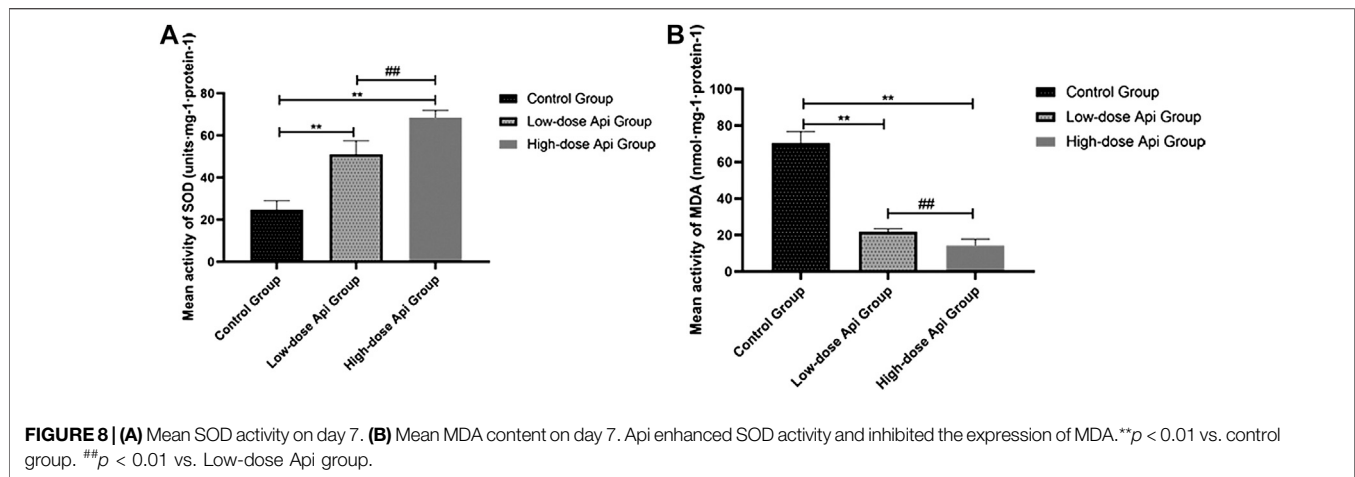 A
Mean activity of SOD (units·mg-1·protein-1)
80
60
40
20
0
**
**
##
Control Group
Low-dose Api Group
High-dose Api Group
Control Group
Low-dose Api Group
High-dose Api Group
B
Mean activity of MDA (nmol·mg-1·protein-1)
100
80
60
40
20
0
**
**
##
Control Group
Low-dose Api Group
High-dose Api Group
Control Group
Low-dose Api Group
High-dose Api Group
FIGURE 8 | (A) Mean SOD activity on day 7. (B) Mean MDA content on day 7. Api enhanced SOD activity and inhibited the expression of MDA.**p < 0.01 vs. control
group. ##p < 0.01 vs. Low-dose Api group.